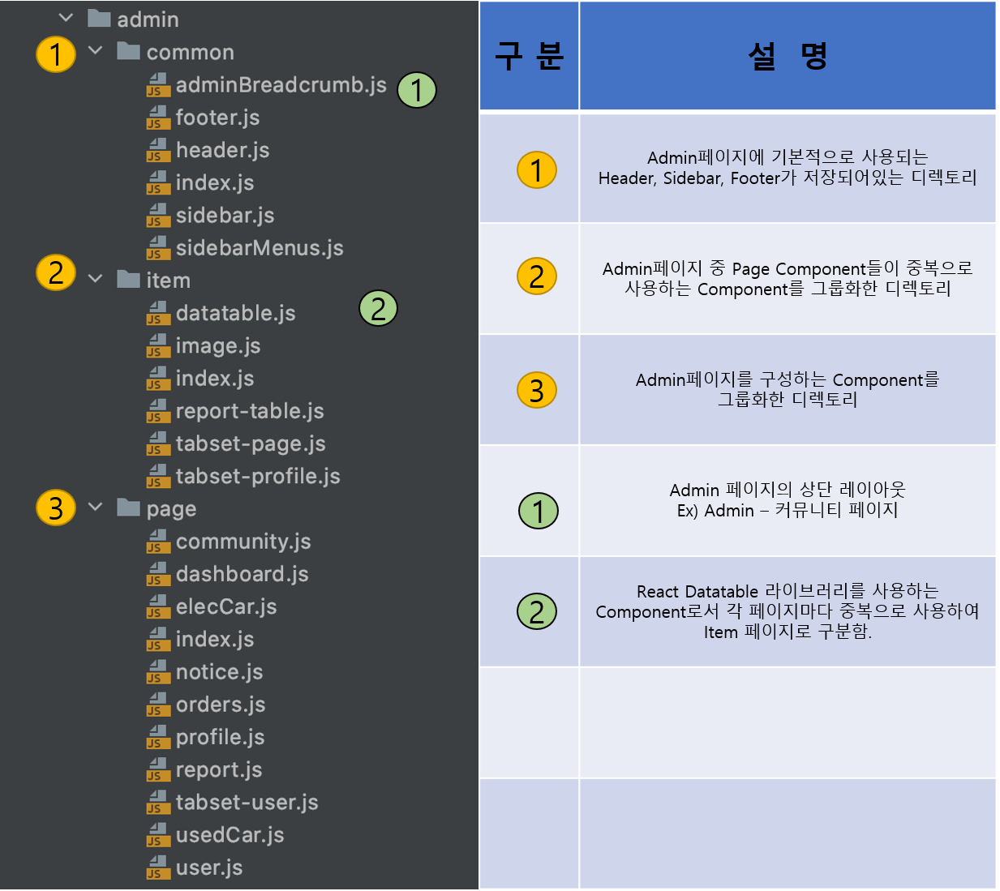 admin
1 common
adminBreadcrumb.js 1
footer.js
header.js
index.js
sidebar.js
sidebarMenus.js
2 item
datatable.js 2
image.js
index.js
report-table.js
tabset-page.js
tabset-profile.js
3 page
community.js
dashboard.js
elecCar.js
index.js
notice.js
orders.js
profile.js
report.js
tabset-user.js
usedCar.js
user.js
구 분 설 명
1
Admin페이지에 기본적으로 사용되는
Header, Sidebar, Footer가 저장되어있는 디렉토리
2
Admin페이지 중 Page Component들이 중복으로
사용하는 Component를 그룹화한 디렉토리
3
Admin페이지를 구성하는 Component를
그룹화한 디렉토리
1
Admin 페이지의 상단 레이아웃
Ex) Admin – 커뮤니티 페이지
2
React Datatable 라이브러리를 사용하는
Component로서 각 페이지마다 중복으로 사용하여
Item 페이지로 구분함.